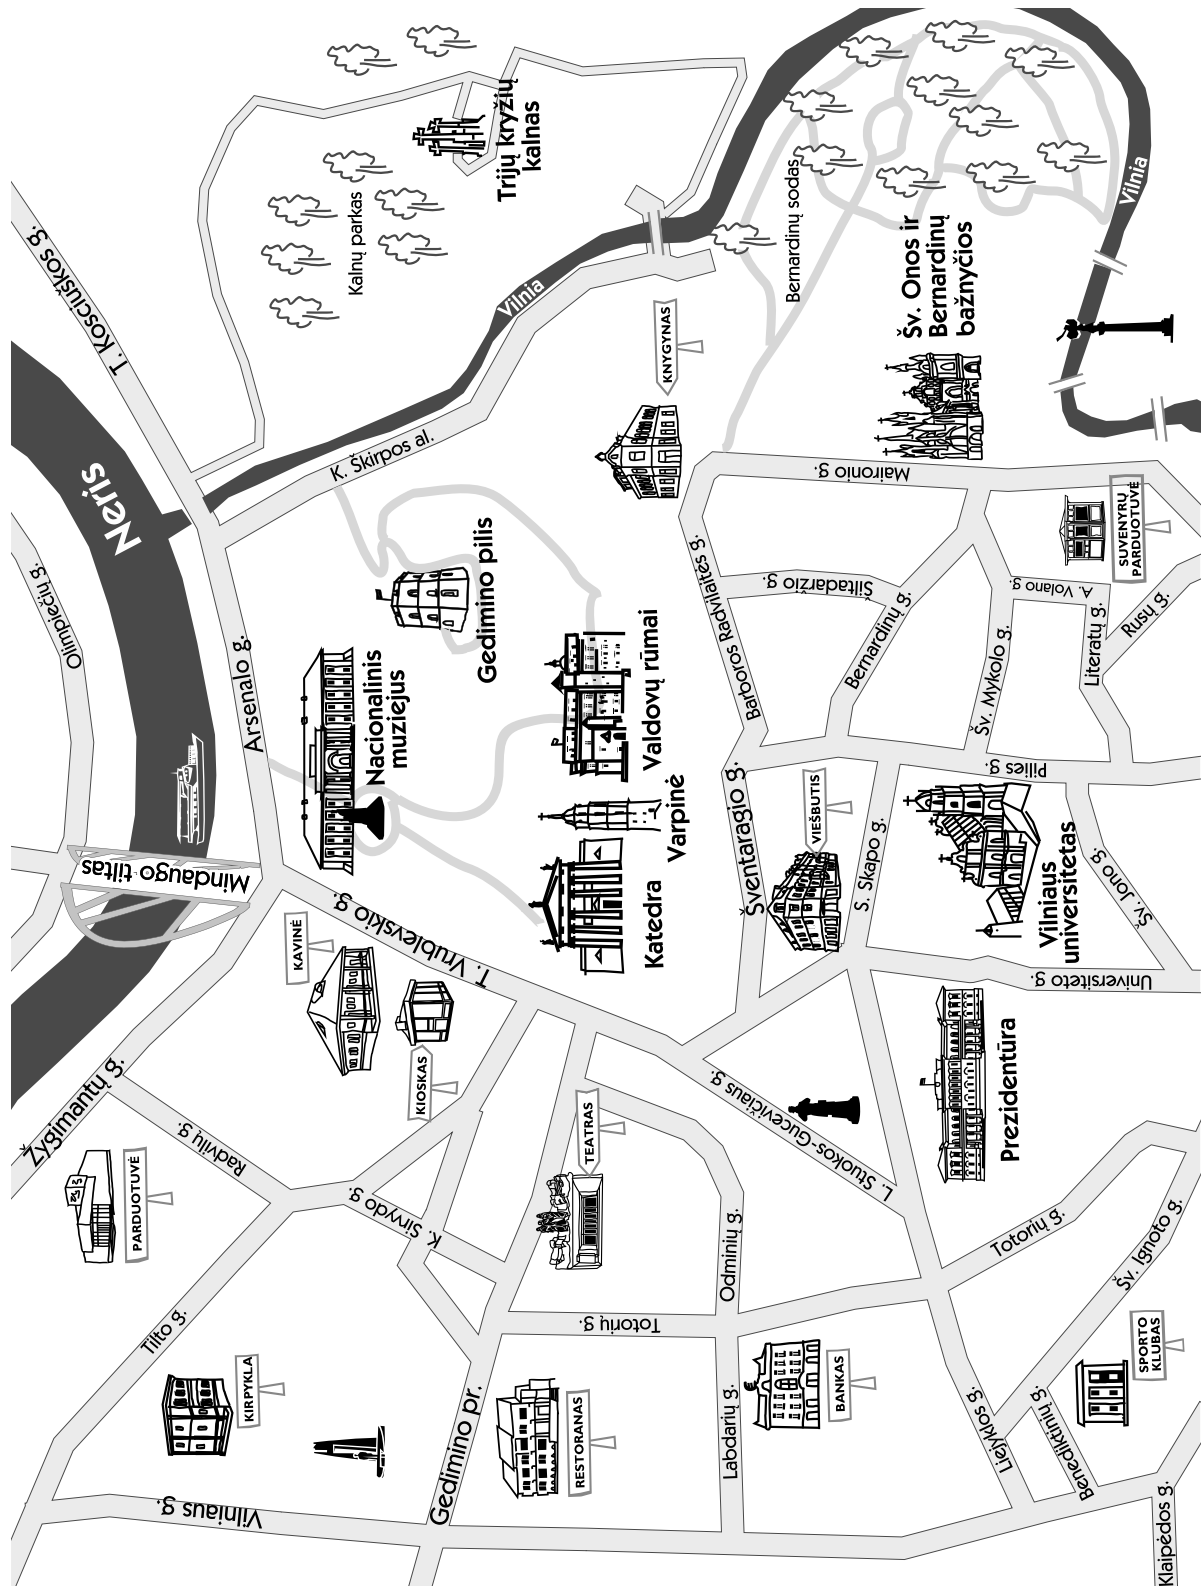 T. Kosciuškos g.
Neris
Olimpiečių g.
Arsenalo g.
Mindaugo tiltas
Žygimantų g.
Radvilų g.
Tilto g.
Vilniaus g.
PARDUOTUVĖ
KIRPYKLA
KAVINĖ
KIOSKAS
T. Vrublevskio g.
K. Sirvydo g.
Gedimino pr.
RESTORANAS
TEATRAS
Totorių g.
Odminių g.
Labdarių g.
BANKAS
L. Stuokos-Gucevičiaus g.
Liejyklos g.
Benediktinių g.
Klaipėdos g.
SPORTO
KLUBAS
Šv. Ignoto g.
Totorių g.
Prezidentūra
Universiteto g.
Šv. Jono g.
Vilniaus
universitetas
S. Skapo g.
VIEŠBUTIS
Šventaragio g.
Pilies g.
Katedra
Varpinė
Valdovų rūmai
Nacionalinis
muziejus
Gedimino pilis
K. Škirpos al.
Vilnia
Kalnų parkas
Trijų kryžių
kalnas
KNYGYNAS
Bernardinų sodas
Šv. Onos ir
Bernardinų
bažnyčios
Vilnia
Maironio g.
Barboros Radvilaitės g.
Šiltadaržio g.
Bernardinų g.
Šv. Mykolo g.
A. Volano g.
Literatų g.
Rusų g.
SUVENYRŲ
PARDUOTUVĖ